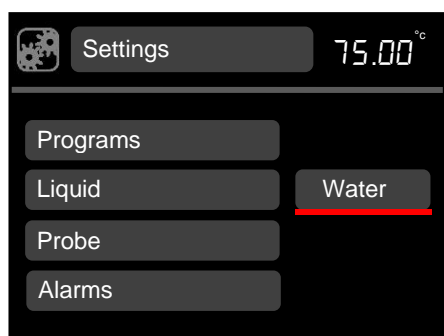 Settings 75.00°c
Programs
Liquid Water
Probe
Alarms